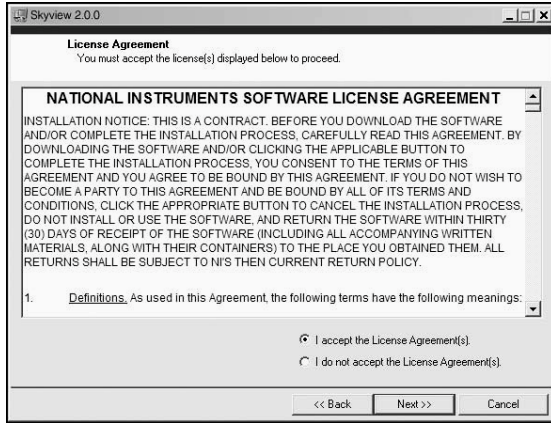 Skyview 2.0.0
License Agreement
You must accept the license(s) displayed below to proceed.
NATIONAL INSTRUMENTS SOFTWARE LICENSE AGREEMENT
INSTALLATION NOTICE: THIS IS A CONTRACT. BEFORE YOU DOWNLOAD THE SOFTWARE
AND/OR COMPLETE THE INSTALLATION PROCESS, CAREFULLY READ THIS AGREEMENT. BY
DOWNLOADING THE SOFTWARE AND/OR CLICKING THE APPLICABLE BUTTON TO
COMPLETE THE INSTALLATION PROCESS, YOU CONSENT TO THE TERMS OF THIS
AGREEMENT AND YOU AGREE TO BE BOUND BY THIS AGREEMENT. IF YOU DO NOT WISH TO
BECOME A PARTY TO THIS AGREEMENT AND BE BOUND BY ALL OF ITS TERMS AND
CONDITIONS, CLICK THE APPROPRIATE BUTTON TO CANCEL THE INSTALLATION PROCESS,
DO NOT INSTALL OR USE THE SOFTWARE, AND RETURN THE SOFTWARE WITHIN THIRTY
(30) DAYS OF RECEIPT OF THE SOFTWARE (INCLUDING ALL ACCOMPANYING WRITTEN
MATERIALS, ALONG WITH THEIR CONTAINERS) TO THE PLACE YOU OBTAINED THEM. ALL
RETURNS SHALL BE SUBJECT TO NI'S THEN CURRENT RETURN POLICY.
1. Definitions. As used in this Agreement, the following terms have the following meanings:
I accept the License Agreement(s).
I do not accept the License Agreement(s).
<< Back Next >> Cancel